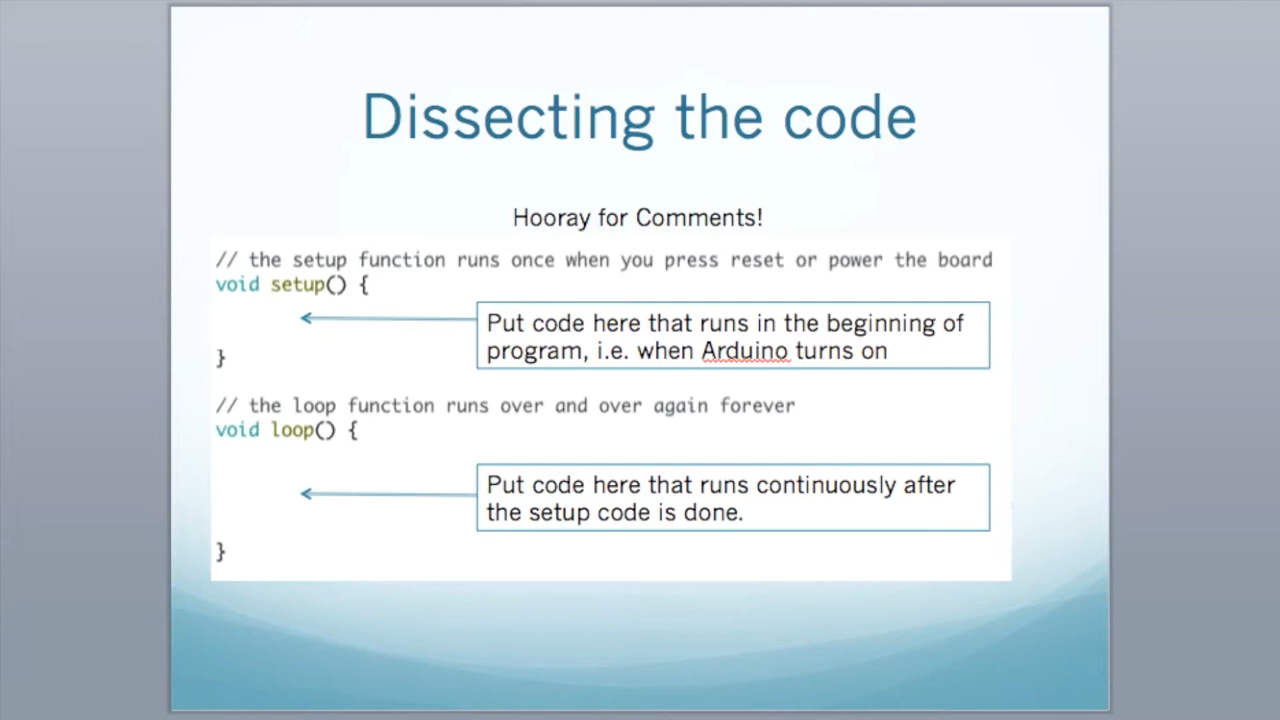 Dissecting the code
Hooray for Comments!
// the setup function runs once when you press reset or power the board
void setup() {
Put code here that runs in the beginning of
program, i.e. when Arduino turns on
}
// the loop function runs over and over again forever
void loop() {
Put code here that runs continuously after
the setup code is done.
}